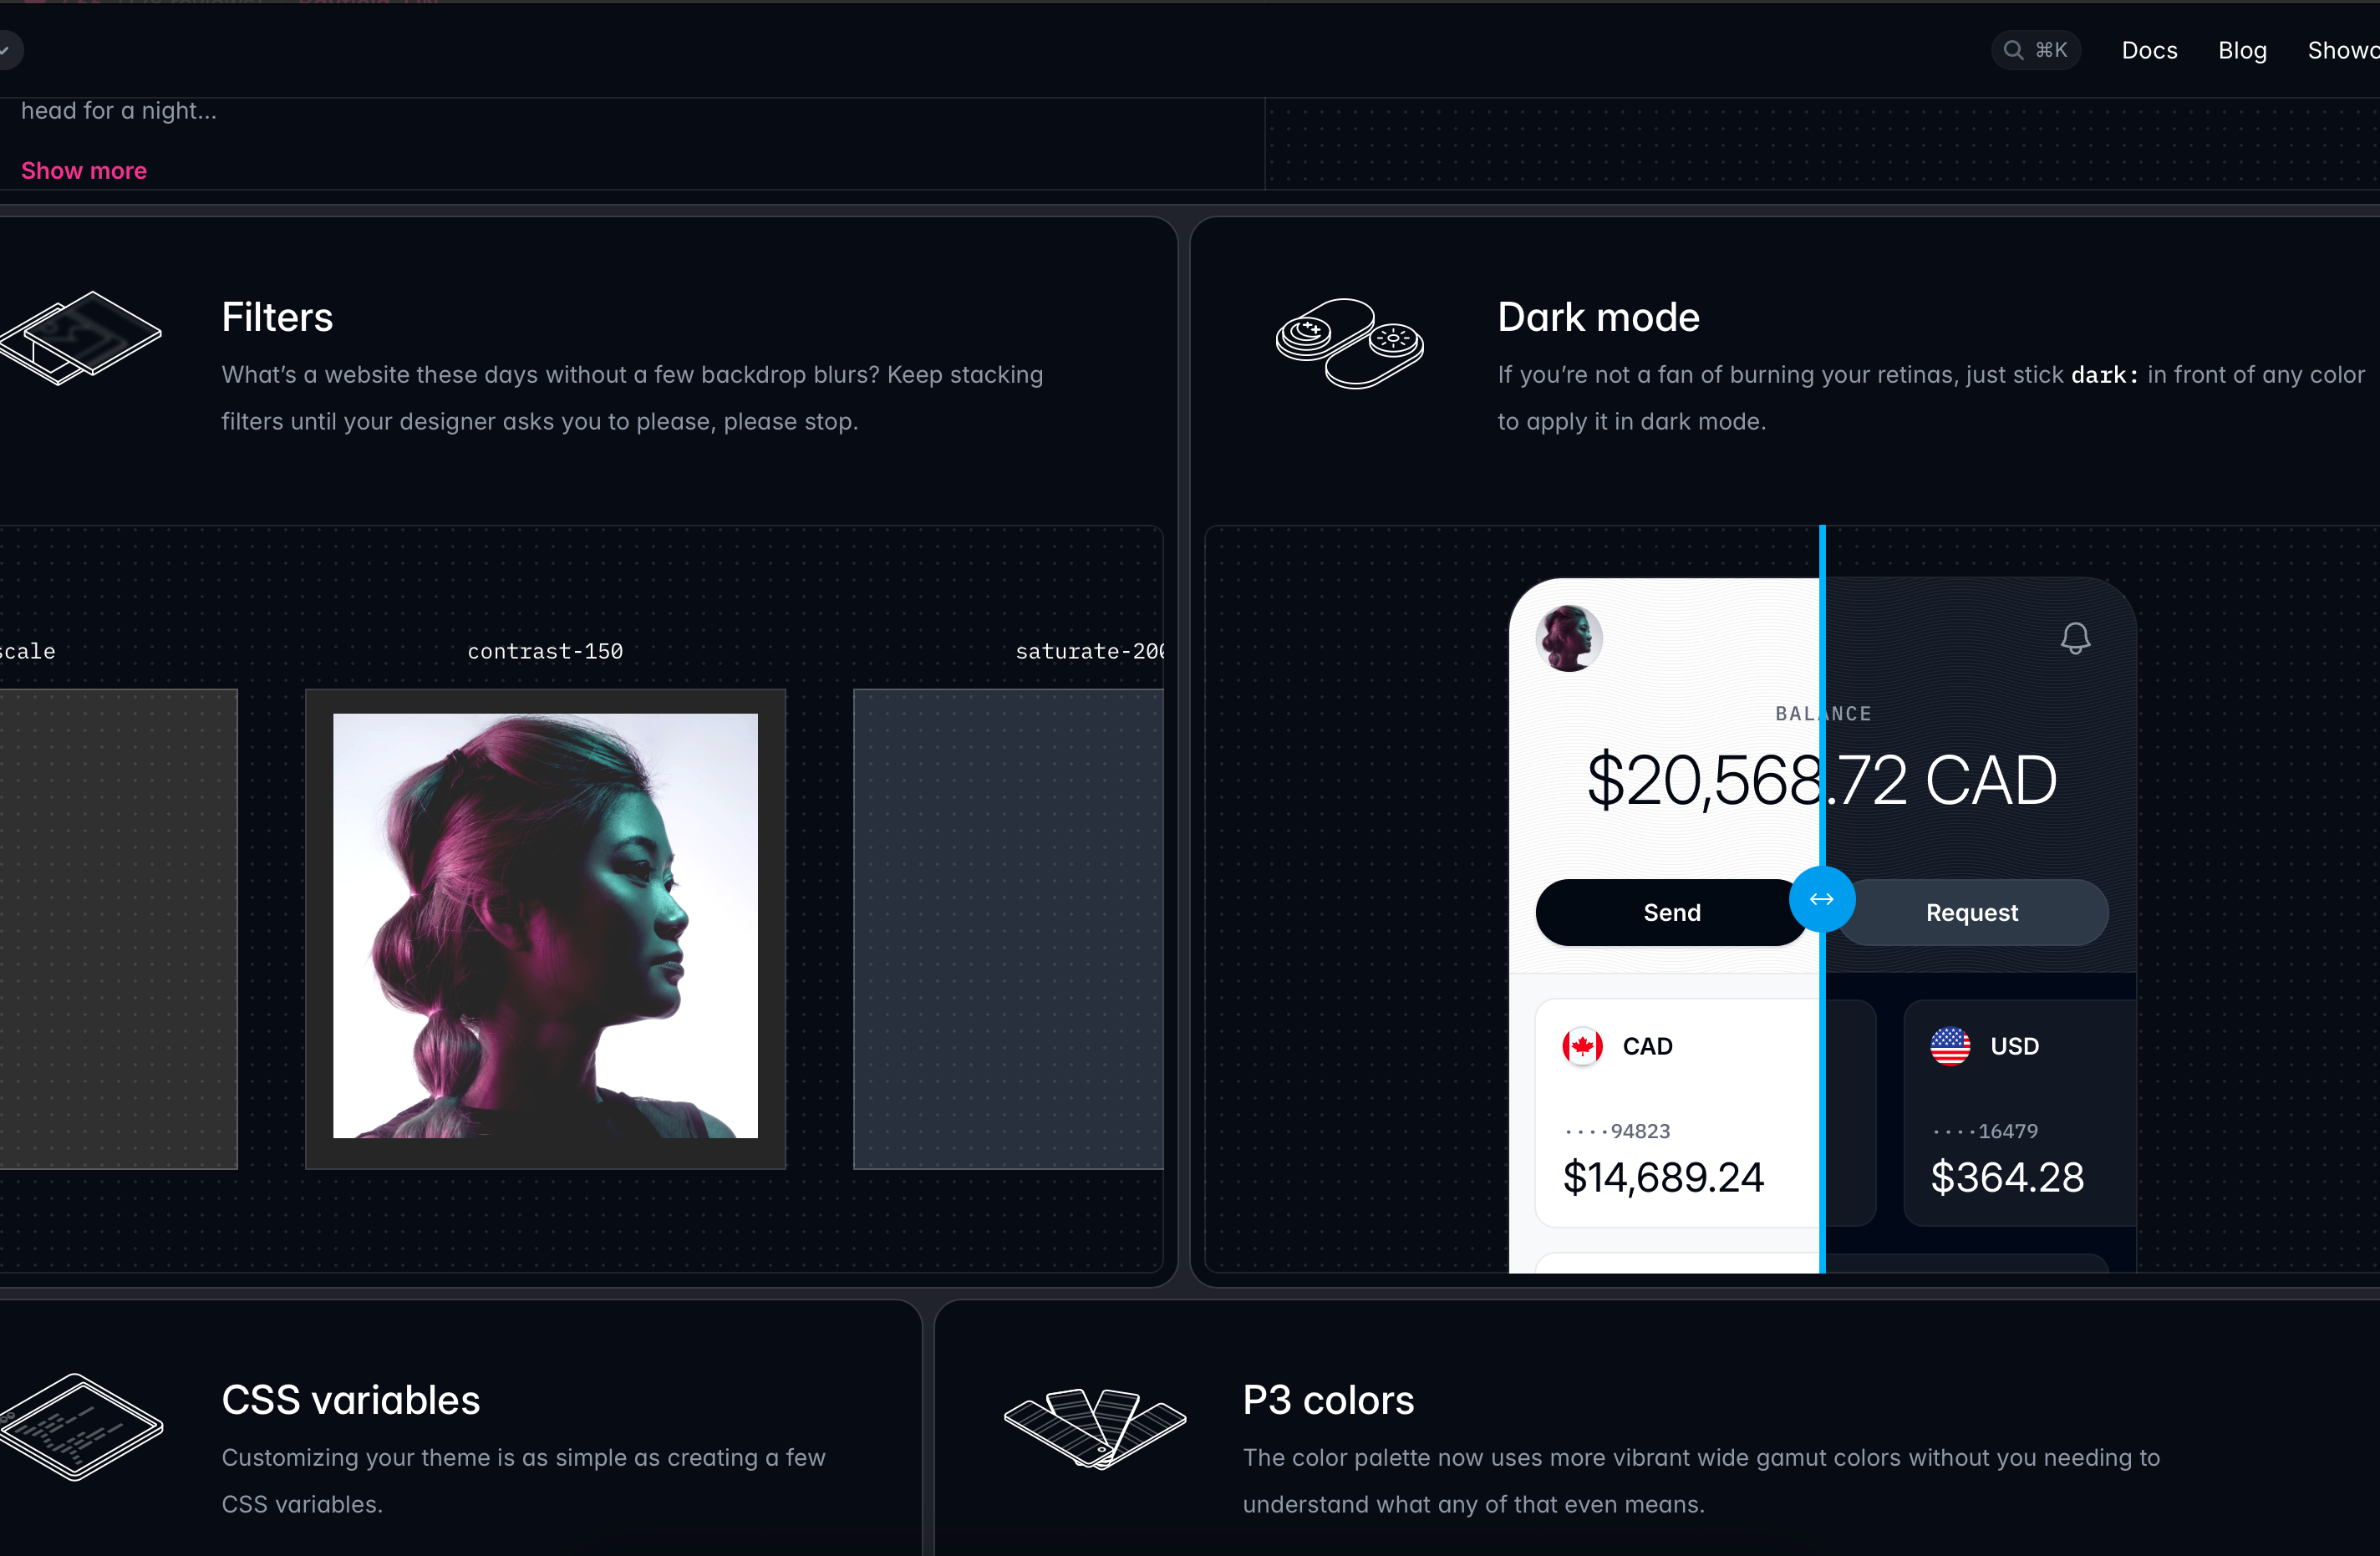 ⌘K Docs Blog Showc
head for a night...
Show more
Filters
What’s a website these days without a few backdrop blurs? Keep stacking
filters until your designer asks you to please, please stop.
scale
contrast-150
saturate-200
Dark mode
If you’re not a fan of burning your retinas, just stick dark: in front of any color
to apply it in dark mode.
BALANCE
$20,568.72 CAD
Send
Request
CAD
····94823
$14,689.24
USD
····16479
$364.28
CSS variables
Customizing your theme is as simple as creating a few
CSS variables.
P3 colors
The color palette now uses more vibrant wide gamut colors without you needing to
understand what any of that even means.